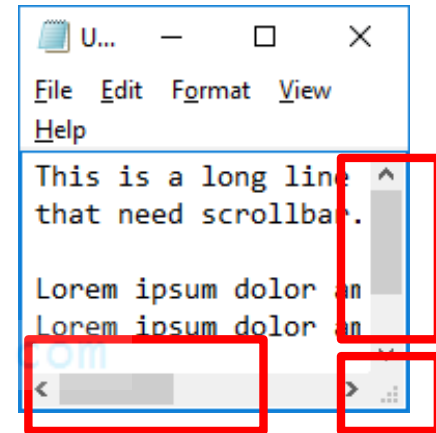 U...
File Edit Format View
Help
This is a long line
that need scrollbar.
Lorem ipsum dolor am
Lorem ipsum dolor am
com